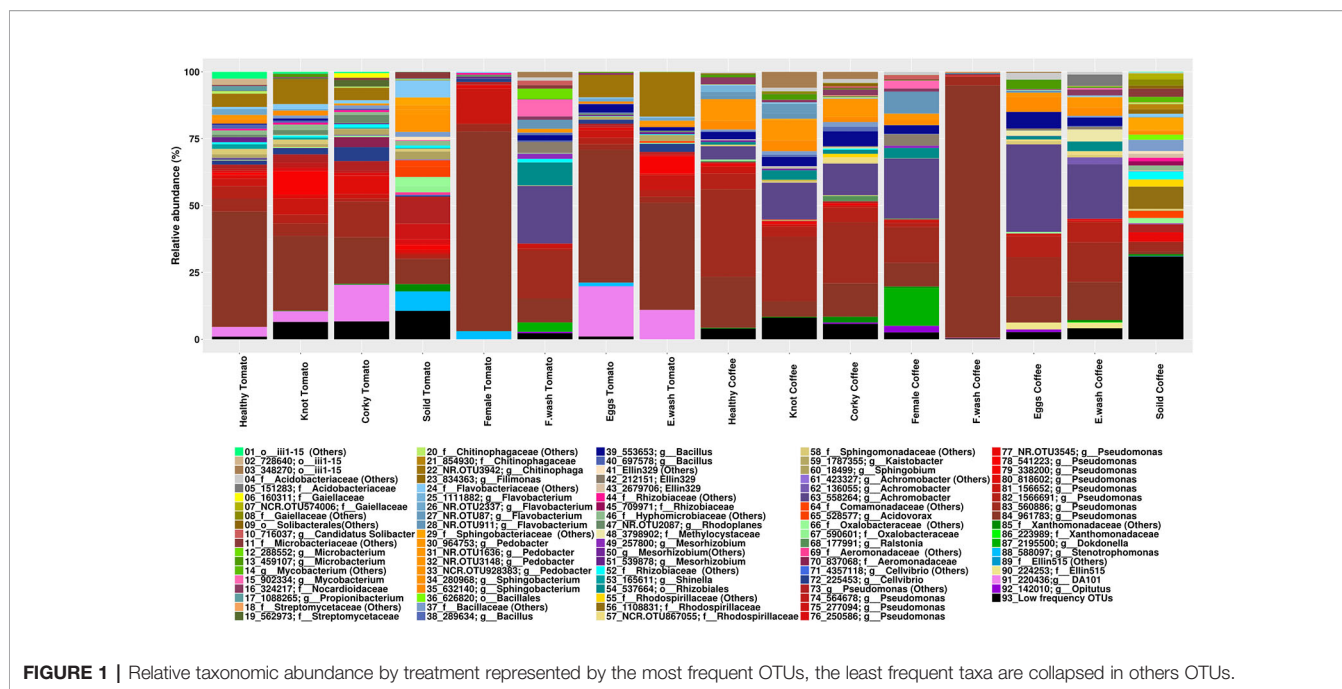 100
75
50
25
0
Relative abundance (%)
Healthy Tomato
Knot Tomato
Corky Tomato
Soild Tomato
Female Tomato
F.wash Tomato
Eggs Tomato
E.wash Tomato
Healthy Coffee
Knot Coffee
Corky Coffee
Female Coffee
F.wash Coffee
Eggs Coffee
E.wash Coffee
Soild Coffee
01_o__iii1-15 (Others)
02_728640; o__iii1-15
03_348270; o__iii1-15
04_f__Acidobacteriaceae (Others)
05_151283; f__Acidobacteriaceae
06_160311; f__Gaiellaceae
07_NCR.OTU574006; f__Gaiellaceae
08_f__Gaiellaceae (Others)
09_o__Solibacterales(Others)
10_716037; g__Candidatus Solibacter
11_f__Microbacteriaceae (Others)
12_288552; g__Microbacterium
13_459107; g__Microbacterium
14_g__Mycobacterium (Others)
15_902334; g__Mycobacterium
16_324217; f__Nocardioidaceae
17_1088265; g__Propionibacterium
18_f__Streptomycetaceae (Others)
19_562973; f__Streptomycetaceae
20_f__Chitinophagaceae (Others)
21_854930; f__Chitinophagaceae
22_NR.OTU3942; g__Chitinophaga
23_834363; g__Filimonas
24_f__Flavobacteriaceae (Others)
25_1111882; g__Flavobacterium
26_NR.OTU2337; g__Flavobacterium
27_NR.OTU87; g__Flavobacterium
28_NR.OTU911; g__Flavobacterium
29_f__Sphingobacteriaceae (Others)
30_964753; g__Pedobacter
31_NR.OTU1636; g__Pedobacter
32_NR.OTU3148; g__Pedobacter
33_NCR.OTU928383; g__Pedobacter
34_280968; g__Sphingobacterium
35_632140; g__Sphingobacterium
36_626820; o__Bacillales
37_f__Bacillaceae (Others)
38_289634; g__Bacillus
39_553653; g__Bacillus
40_697578; g__Bacillus
41_Ellin329 (Others)
42_212151; Ellin329
43_2679706; Ellin329
44_f__Rhizobiaceae (Others)
45_709971; f__Rhizobiaceae
46_f__Hyphomicrobiaceae (Others)
47_NR.OTU2087; g__Rhodoplanes
48_3798902; f__Methylocystaceae
49_257800; g__Mesorhizobium
50_g__Mesorhizobium(Others)
51_539878; g__Mesorhizobium
52_f__Rhizobiaceae (Others)
53_165611; g__Shinella
54_537664; o__Rhizobiales
55_f__Rhodospirillaceae (Others)
56_1108831; f__Rhodospirillaceae
57_NCR.OTU867055; f__Rhodospirillaceae
58_f__Sphingomonadaceae (Others)
59_1787355; g__Kaistobacter
60_18499; g__Sphingobium
61_423327; g__Achromobacter (Others)
62_136055; g__Achromobacter
63_558264; g__Achromobacter
64_f__Comamonadaceae (Others)
65_528577; g__Acidovorax
66_f__Oxalobacteraceae (Others)
67_590601; f__Oxalobacteraceae
68_177991; g__Ralstonia
69_f__Aeromonadaceae (Others)
70_837068; f__Aeromonadaceae
71_4357118; g__Cellvibrio (Others)
72_225453; g__Cellvibrio
73_g__Pseudomonas (Others)
74_564678; g__Pseudomonas
75_277094; g__Pseudomonas
76_250586; g__Pseudomonas
77_NR.OTU3545; g__Pseudomonas
78_541223; g__Pseudomonas
79_338200; g__Pseudomonas
80_818602; g__Pseudomonas
81_156652; g__Pseudomonas
82_1566691; g__Pseudomonas
83_560886; g__Pseudomonas
84_961783; g__Pseudomonas
85_f__Xanthomonadaceae (Others)
86_223989; f__Xanthomonadaceae
87_2195500; g__Dokdonella
88_588097; g__Stenotrophomonas
89_f__Ellin515 (Others)
90_224253; f__Ellin515
91_220436;g__DA101
92_142010; g__Opitutus
93_Low frequency OTUs
FIGURE 1 | Relative taxonomic abundance by treatment represented by the most frequent OTUs, the least frequent taxa are collapsed in others OTUs.